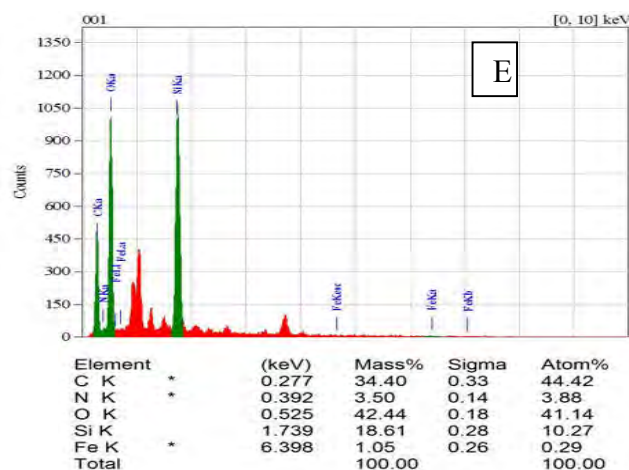 001 [0, 10] keV
E
1350
1200
1050
900
750
600
450
300
150
0
Counts
CKa
NKa
OKa
FeLl
FeLa
SiKa
FeKesc
FeKa
FeKb
Element (keV) Mass% Sigma Atom%
C K * 0.277 34.40 0.33 44.42
N K * 0.392 3.50 0.14 3.88
O K 0.525 42.44 0.18 41.14
Si K 1.739 18.61 0.28 10.27
Fe K * 6.398 1.05 0.26 0.29
Total 100.00 100.00